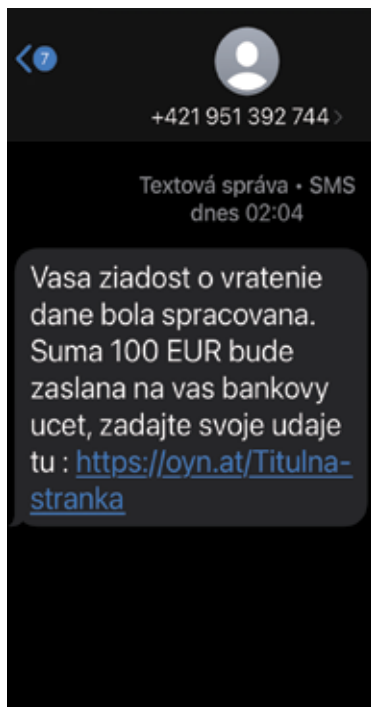 7
+421 951 392 744
Textová správa • SMS
dnes 02:04
Vasa ziadost o vratenie
dane bola spracovana.
Suma 100 EUR bude
zaslana na vas bankovy
ucet, zadajte svoje udaje
tu : https://oyn.at/Titulna-
stranka